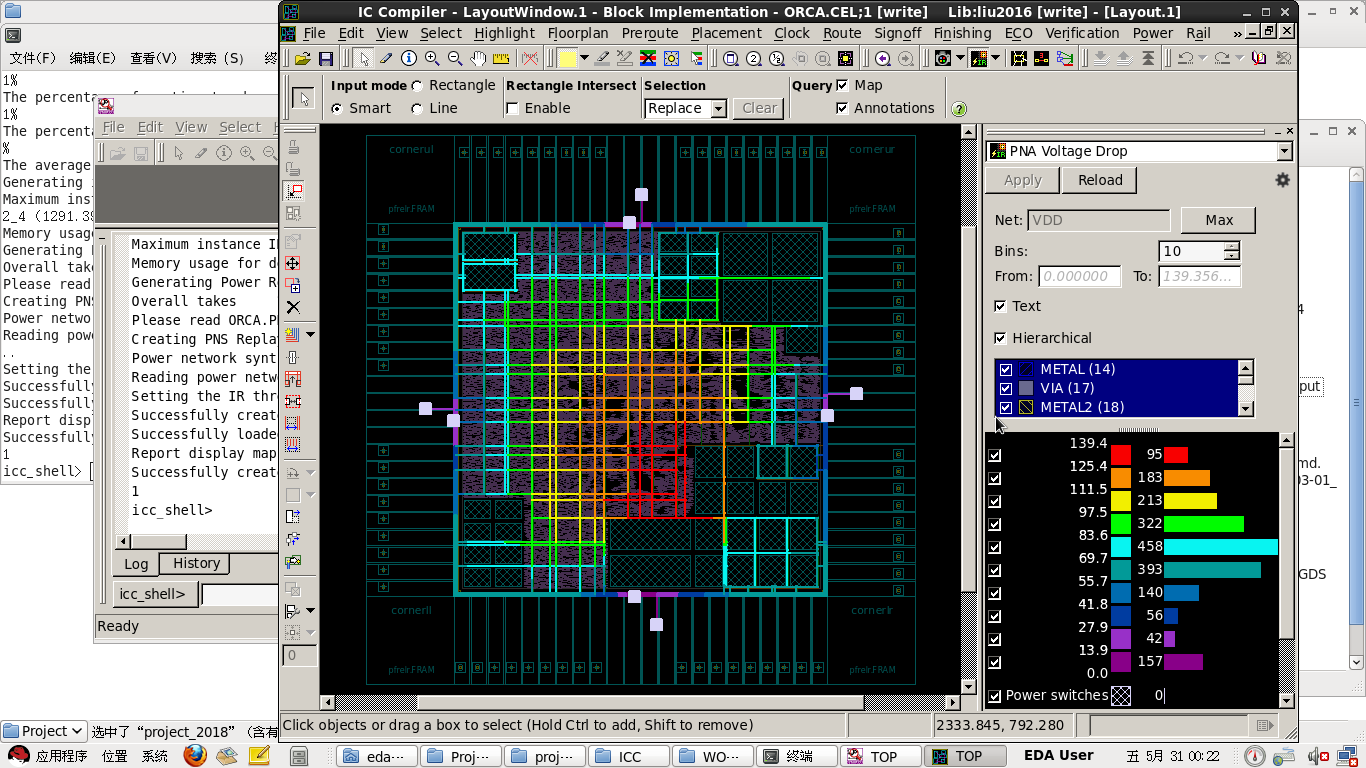 IC Compiler - LayoutWindow.1 - Block Implementation - ORCA.CEL;1 [write]    Lib:liu2016 [write] - [Layout.1]
File Edit View Select Highlight Floorplan Preroute Placement Clock Route Signoff Finishing ECO Verification Power Rail
Input mode Rectangle
Smart Line
Rectangle Intersect
Enable
Selection
Replace Clear
Query Map
Annotations
文件(F) 编辑(E) 查看(V) 搜索 (S) 终
1%
The percenta
1%
The percenta
%
The average
Generating
Maximum ins
2_4 (1291.39
Memory usage
Generating
Overall take
Please read
Creating PNS
Power netwo
Reading powe
..
Setting the
Successfully
Successfully
Report disp
Successfully
1
icc_shell>
File Edit View Select
Maximum instance I
Memory usage for d
Generating Power R
Overall takes
Please read ORCA.P
Creating PNS Repla
Power network synt
Reading power netw
Setting the IR thr
Successfully creat
Successfully loade
Report display map
Successfully creat
1
icc_shell>
Log History
icc_shell>
Ready
cornerul
cornerur
pfrelr.FRAM
pfrelr.FRAM
cornerll
cornerlr
pfrelr.FRAM
pfrelr.FRAM
0
PNA Voltage Drop
Apply Reload
Net: VDD Max
Bins: 10
From: 0.000000 To: 139.356...
Text
Hierarchical
METAL (14)
VIA (17)
METAL2 (18)
139.4
95
125.4
183
111.5
213
97.5
322
83.6
458
69.7
393
55.7
140
41.8
56
27.9
42
13.9
157
0.0
Power switches 0
4
put
md.
03-01_
GDS
Click objects or drag a box to select (Hold Ctrl to add, Shift to remove)
2333.845, 792.280
Project 选中了 “project_2018” (含有
应用程序 位置 系统
eda···
Proj···
proj···
ICC
WO···
终端
TOP
TOP
EDA User
五 5月 31 00:22